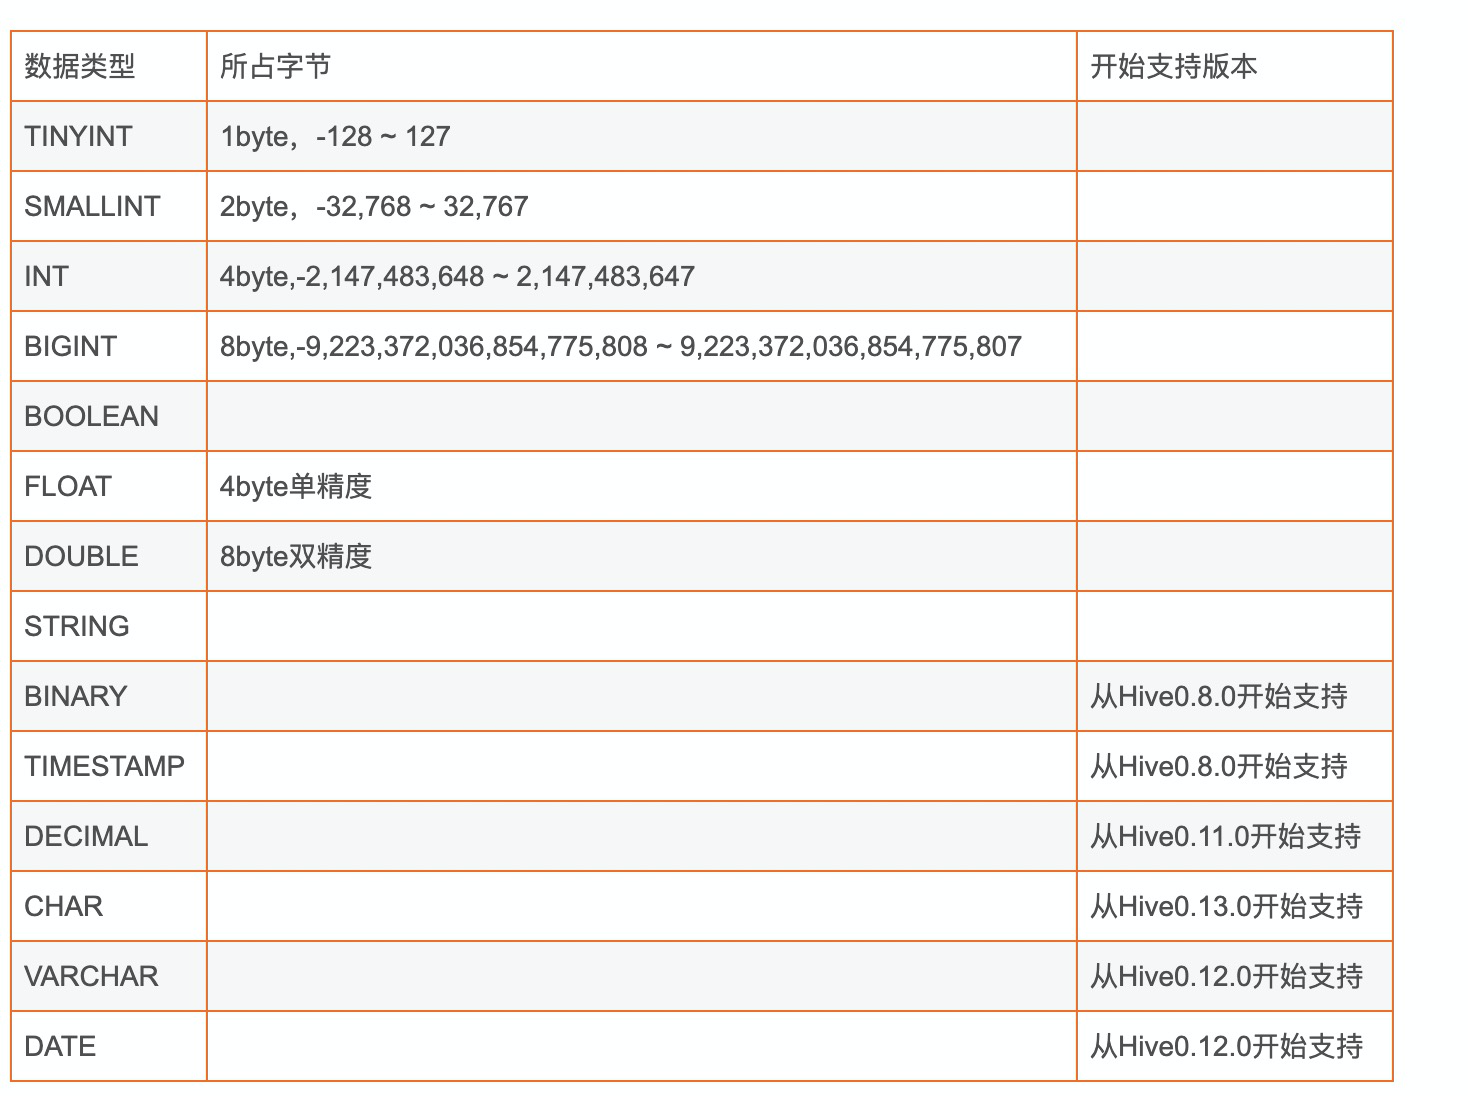 数据类型 所占字节 开始支持版本
TINYINT 1byte，-128 ~ 127
SMALLINT 2byte，-32,768 ~ 32,767
INT 4byte,-2,147,483,648 ~ 2,147,483,647
BIGINT 8byte,-9,223,372,036,854,775,808 ~ 9,223,372,036,854,775,807
BOOLEAN
FLOAT 4byte单精度
DOUBLE 8byte双精度
STRING
BINARY 从Hive0.8.0开始支持
TIMESTAMP 从Hive0.8.0开始支持
DECIMAL 从Hive0.11.0开始支持
CHAR 从Hive0.13.0开始支持
VARCHAR 从Hive0.12.0开始支持
DATE 从Hive0.12.0开始支持